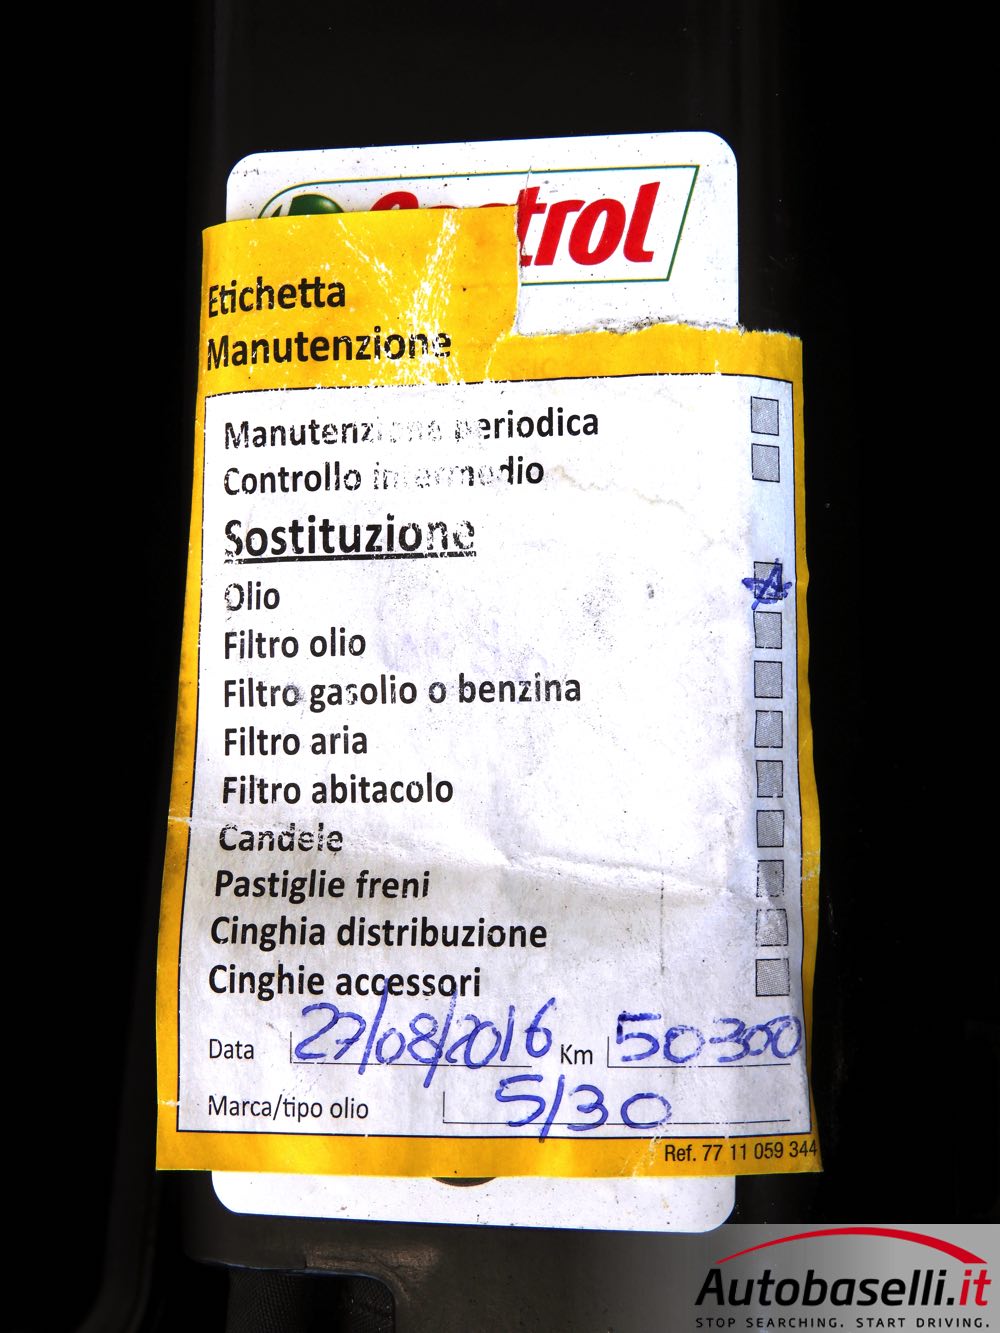 Castrol
Etichetta
Manutenzione
Manutenzione periodica
Controllo intermedio
Sostituzione
Olio
Filtro olio
Filtro gasolio o benzina
Filtro aria
Filtro abitacolo
Candele
Pastiglie freni
Cinghia distribuzione
Cinghie accessori
Data 27/08/2016 Km 50300
Marca/tipo olio 5/30
Ref. 77 11 059 344
Autobaselli.it
STOP SEARCHING. START DRIVING.